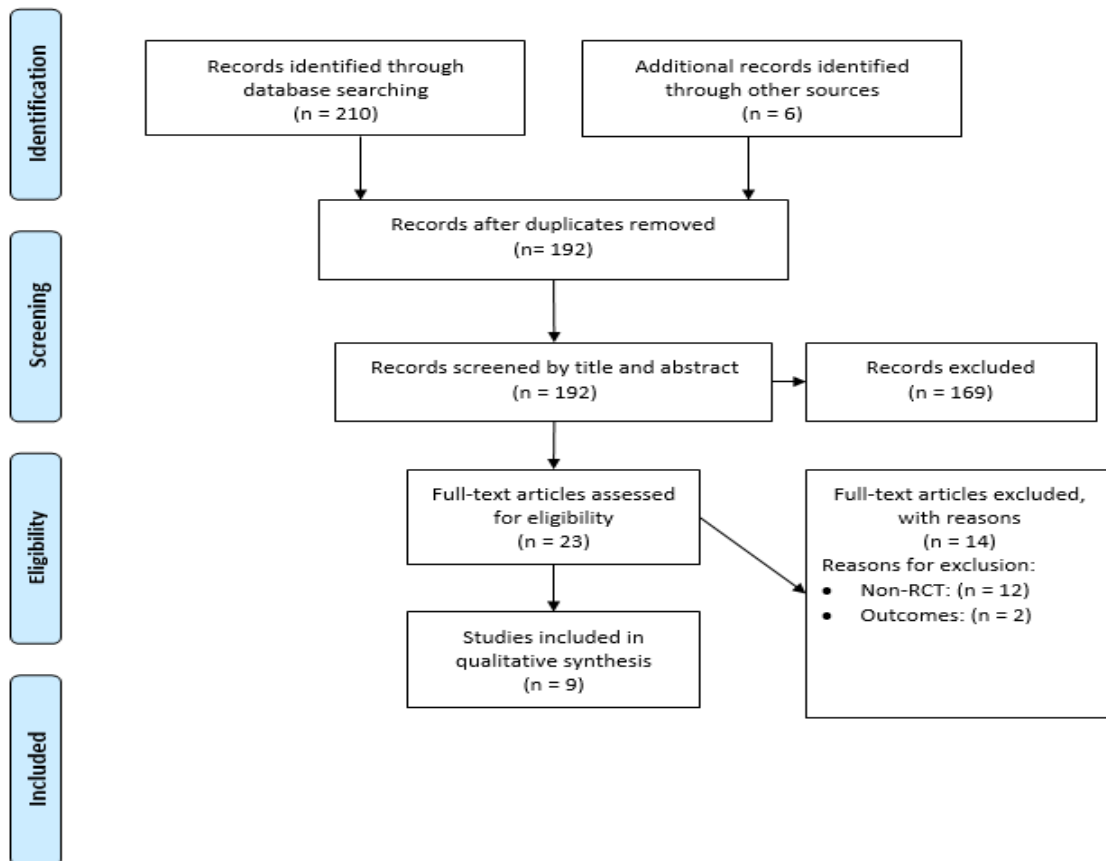 Identification
Records identified through
database searching
(n = 210)
Additional records identified
through other sources
(n = 6)
Records after duplicates removed
(n= 192)
Screening
Records screened by title and abstract
(n = 192)
Records excluded
(n = 169)
Eligibility
Full-text articles assessed
for eligibility
(n = 23)
Full-text articles excluded,
with reasons
(n = 14)
Reasons for exclusion:
• Non-RCT: (n = 12)
• Outcomes: (n = 2)
Studies included in
qualitative synthesis
(n = 9)
Included